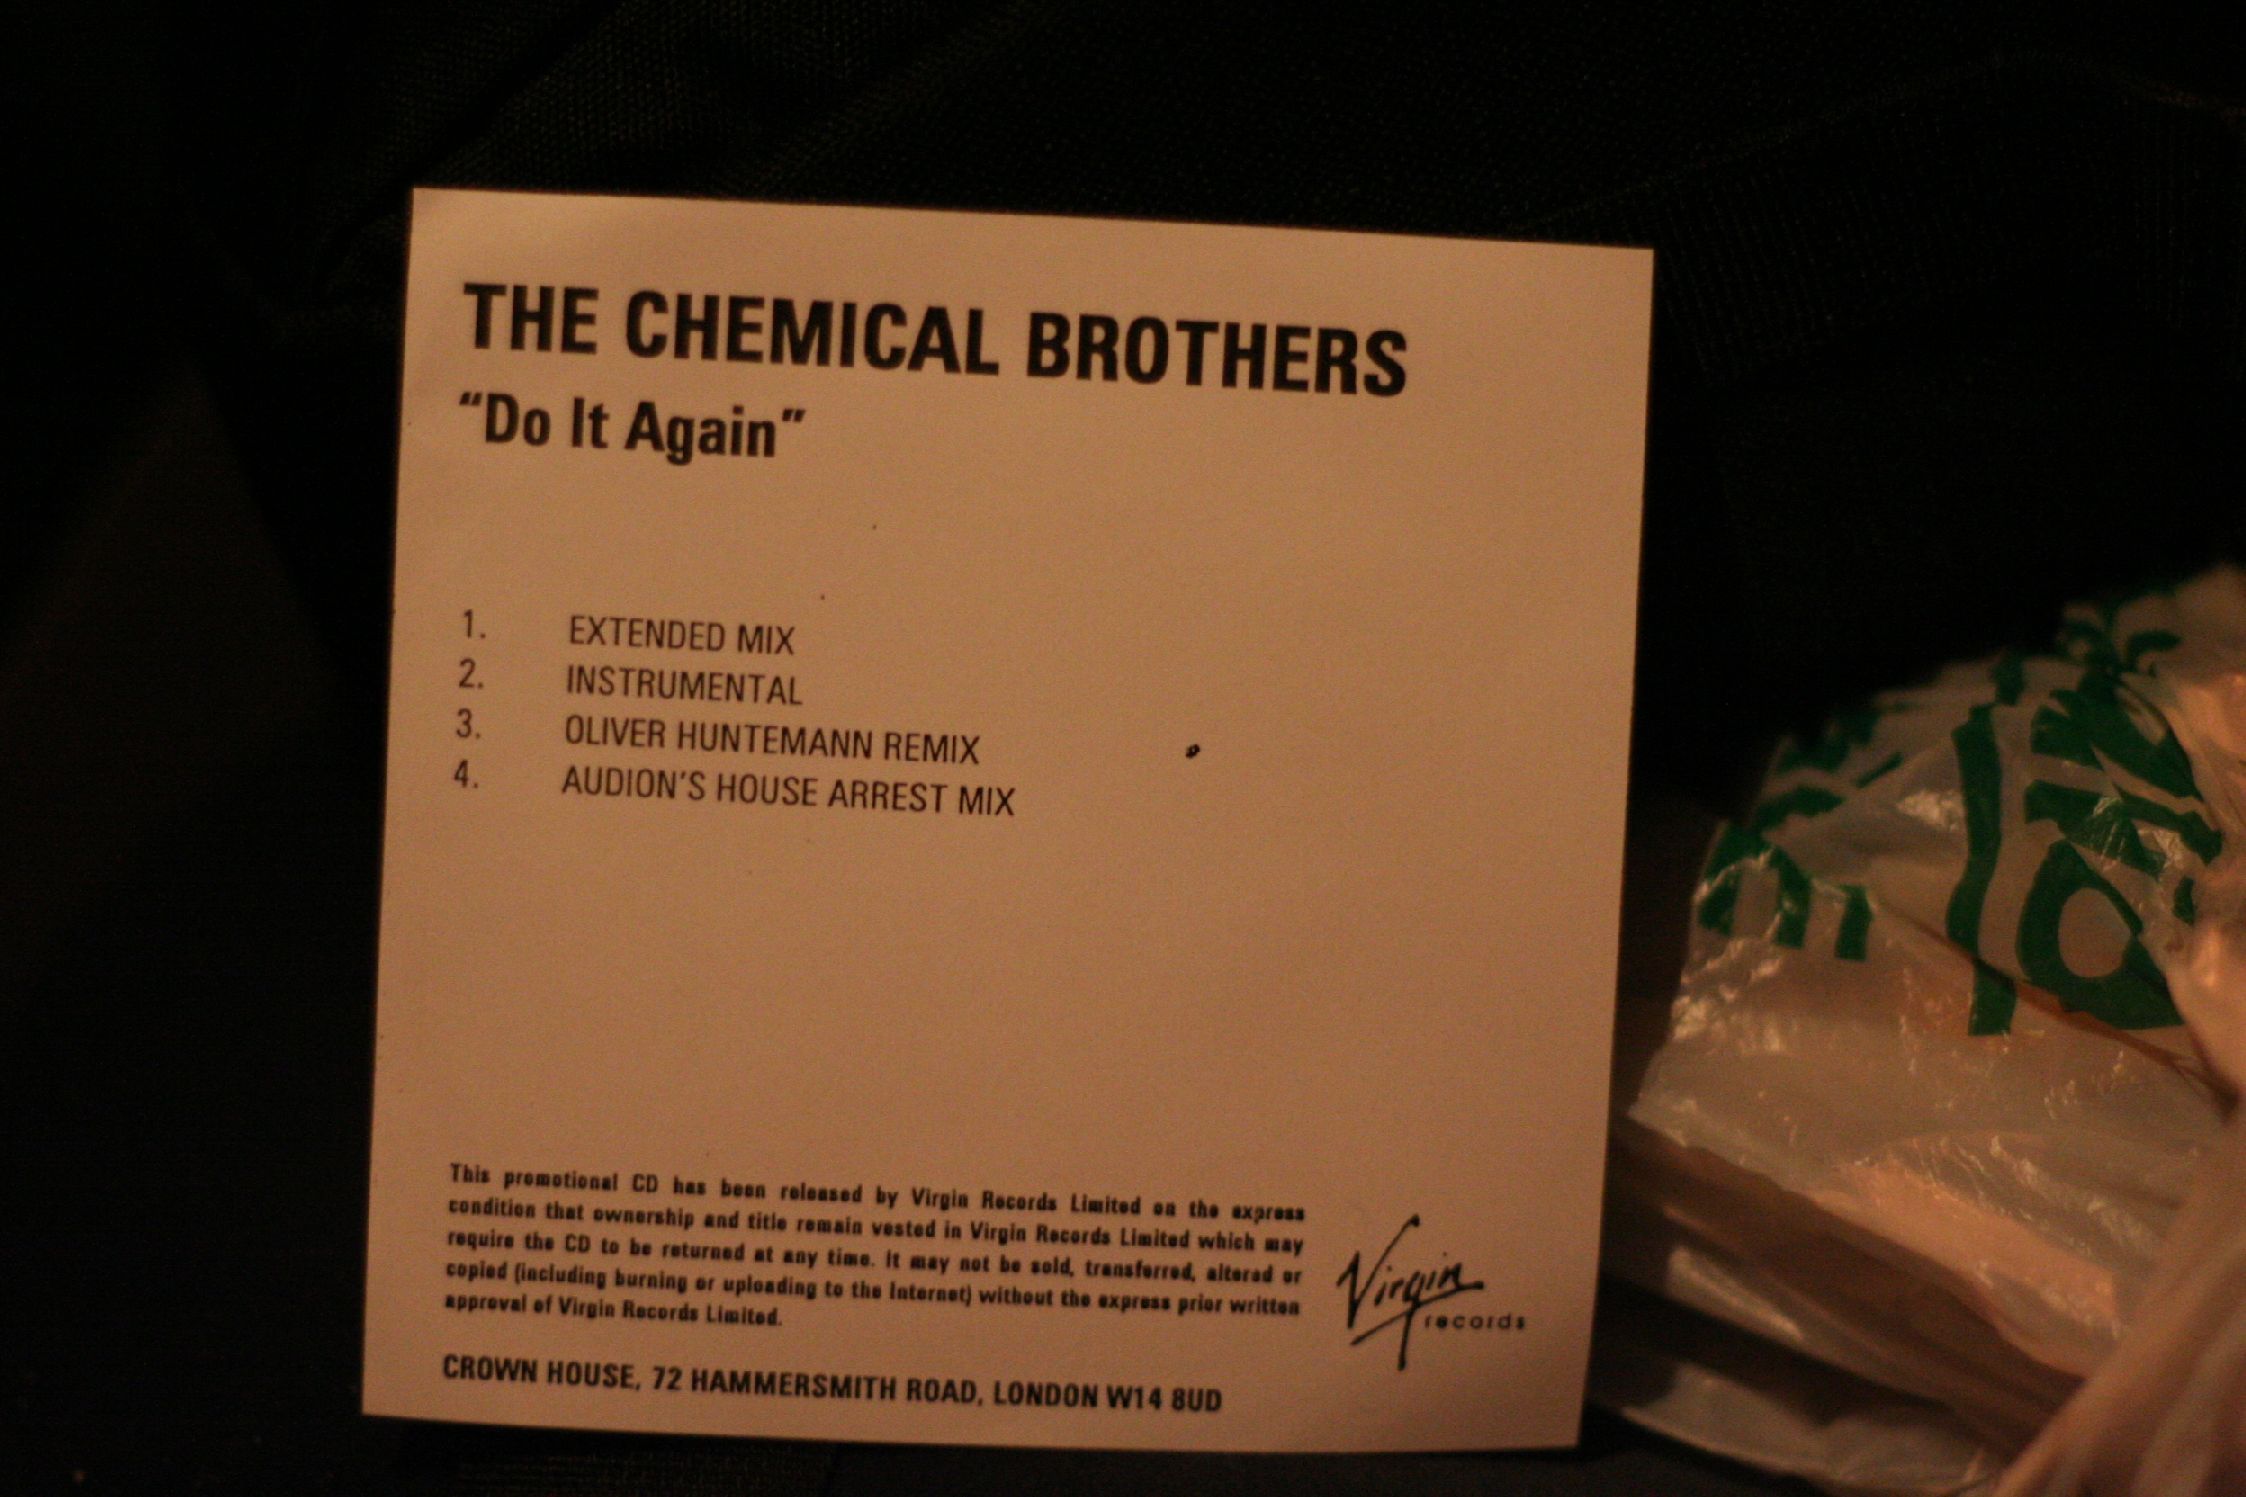 THE CHEMICAL BROTHERS
"Do It Again"
1. EXTENDED MIX
2. INSTRUMENTAL
3. OLIVER HUNTEMANN REMIX
4. AUDION'S HOUSE ARREST MIX
This promotional CD has been released by Virgin Records Limited on the express
condition that ownership and title remain vested in Virgin Records Limited which may
require the CD to be returned at any time. It may not be sold, transferred, altered or
copied (including burning or uploading to the Internet) without the express prior written
approval of Virgin Records Limited.
Virgin
records
CROWN HOUSE, 72 HAMMERSMITH ROAD, LONDON W14 8UD